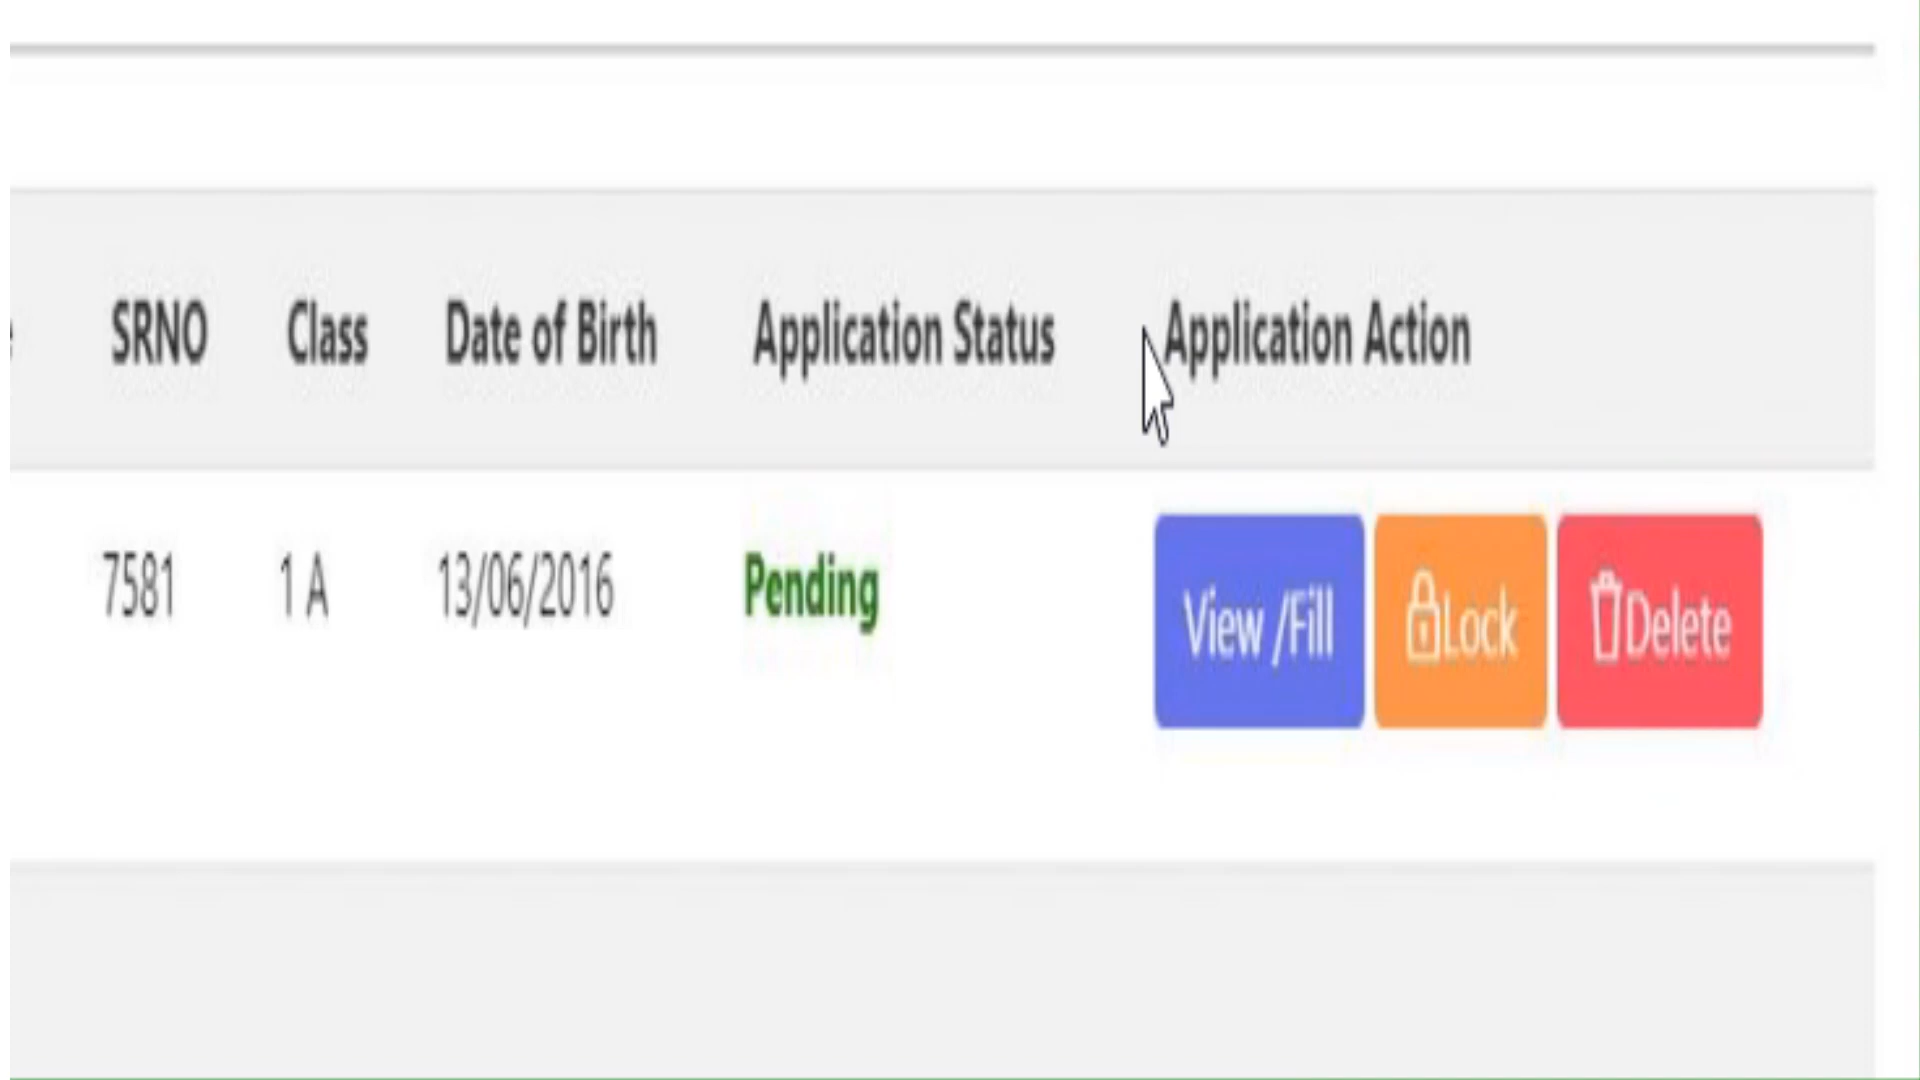 SRNO Class Date of Birth Application Status Application Action
7581 1 A 13/06/2016 Pending View /Fill Lock Delete